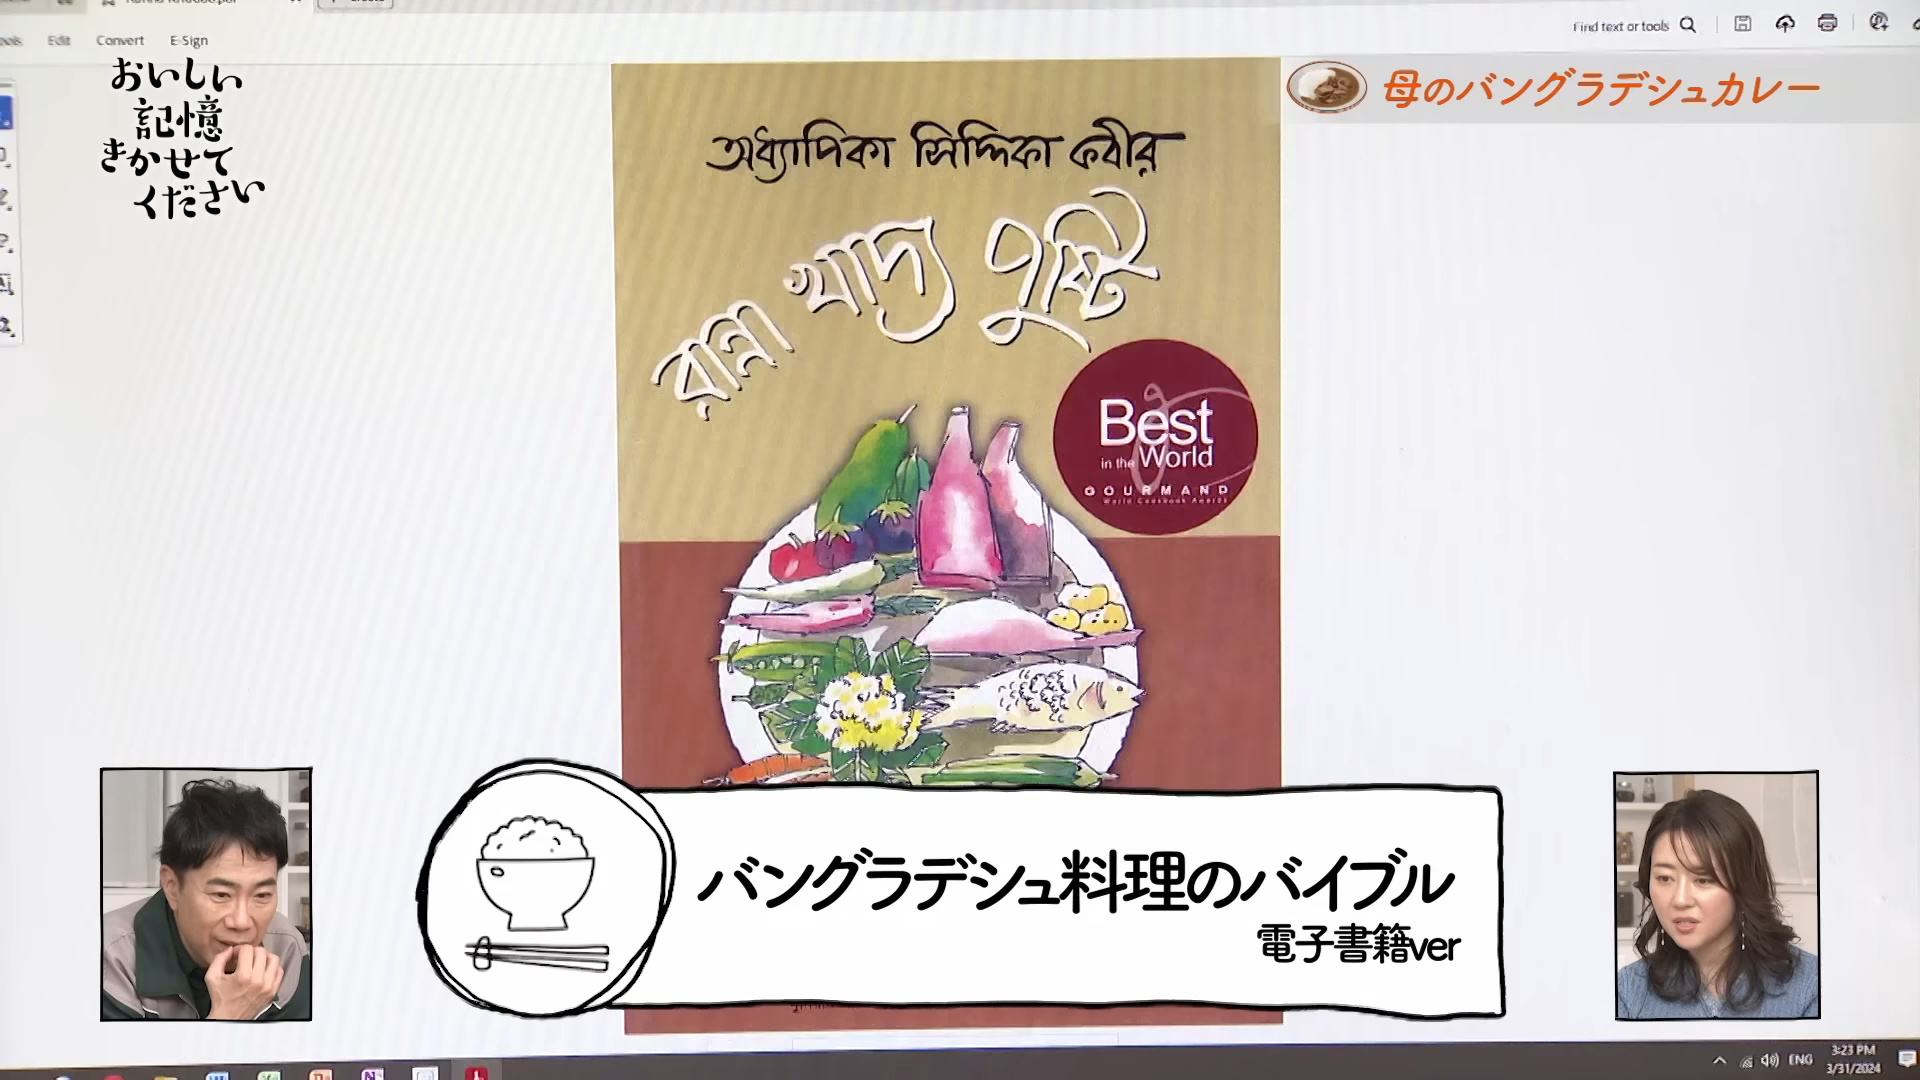 Edit
Convert
E-Sign
Find text or tools
おいしい
記憶
きかせて
ください
母のバングラデシュカレー
অধ্যাপিকা সিদ্দিকা কবীর
রান্না খাদ্য পুষ্টি
Best
in the World
GOURMAND
World Cookbook Awards
バングラデシュ料理のバイブル
電子書籍ver
ENG
3:23 PM
3/31/2024